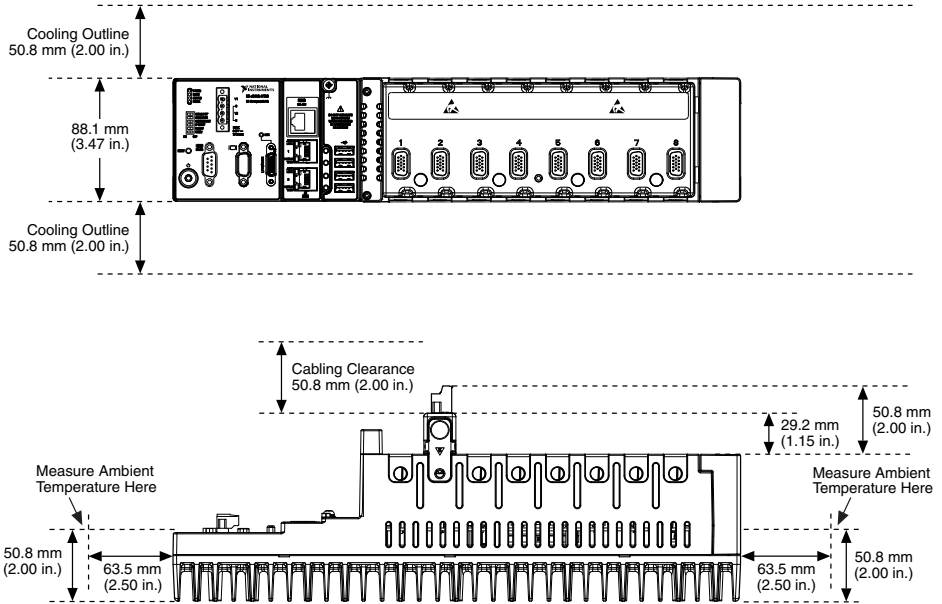 Cooling Outline
50.8 mm (2.00 in.)
88.1 mm
(3.47 in.)
NATIONAL
INSTRUMENTS
1 2 3 4 5 6 7 8
Cooling Outline
50.8 mm (2.00 in.)
Cabling Clearance
50.8 mm (2.00 in.)
29.2 mm
(1.15 in.)
50.8 mm
(2.00 in.)
Measure Ambient
Temperature Here
Measure Ambient
Temperature Here
50.8 mm
(2.00 in.)
63.5 mm
(2.50 in.)
63.5 mm
(2.50 in.)
50.8 mm
(2.00 in.)